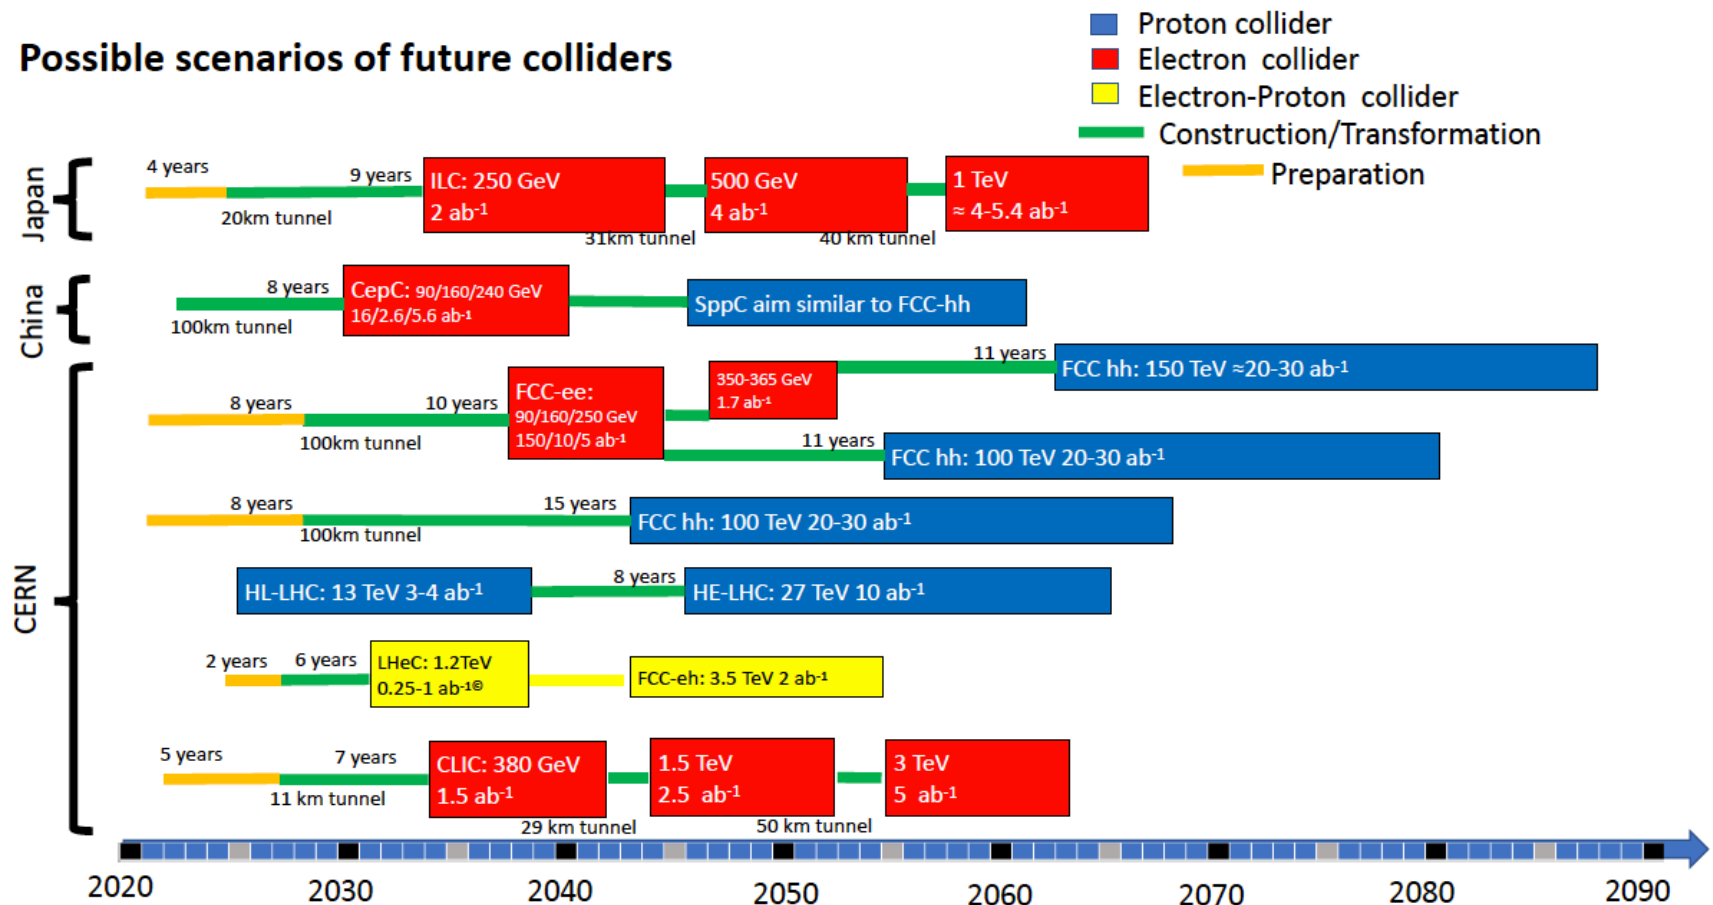 Possible scenarios of future colliders
Proton collider
Electron collider
Electron-Proton collider
Construction/Transformation
Preparation
Japan
4 years
9 years
20km tunnel
ILC: 250 GeV
2 ab-1
31km tunnel
500 GeV
4 ab-1
40 km tunnel
1 TeV
≈ 4-5.4 ab-1
China
8 years
100km tunnel
CepC: 90/160/240 GeV
16/2.6/5.6 ab-1
SppC aim similar to FCC-hh
CERN
8 years
10 years
100km tunnel
FCC-ee:
90/160/250 GeV
150/10/5 ab-1
350-365 GeV
1.7 ab-1
11 years
FCC hh: 150 TeV ≈20-30 ab-1
11 years
FCC hh: 100 TeV 20-30 ab-1
8 years
15 years
100km tunnel
FCC hh: 100 TeV 20-30 ab-1
HL-LHC: 13 TeV 3-4 ab-1
8 years
HE-LHC: 27 TeV 10 ab-1
2 years
6 years
LHeC: 1.2TeV
0.25-1 ab-1©
FCC-eh: 3.5 TeV 2 ab-1
5 years
7 years
11 km tunnel
CLIC: 380 GeV
1.5 ab-1
29 km tunnel
1.5 TeV
2.5 ab-1
50 km tunnel
3 TeV
5 ab-1
2020
2030
2040
2050
2060
2070
2080
2090